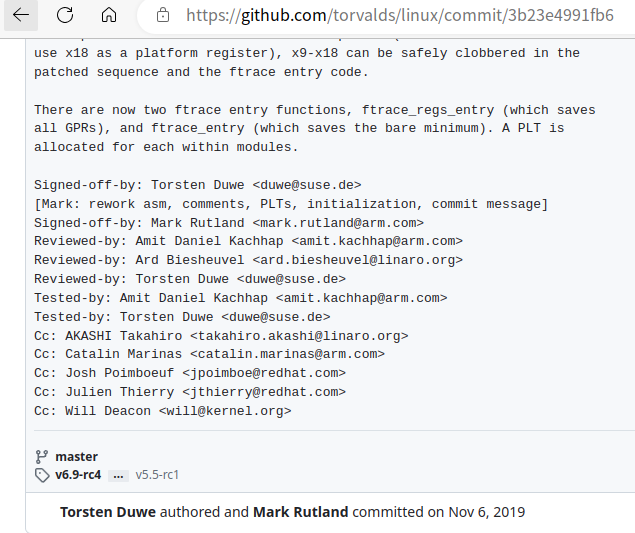 https://github.com/torvalds/linux/commit/3b23e4991fb6
use x18 as a platform register), x9-x18 can be safely clobbered in the
patched sequence and the ftrace entry code.
There are now two ftrace entry functions, ftrace_regs_entry (which saves
all GPRs), and ftrace_entry (which saves the bare minimum). A PLT is
allocated for each within modules.
Signed-off-by: Torsten Duwe <duwe@suse.de>
[Mark: rework asm, comments, PLTs, initialization, commit message]
Signed-off-by: Mark Rutland <mark.rutland@arm.com>
Reviewed-by: Amit Daniel Kachhap <amit.kachhap@arm.com>
Reviewed-by: Ard Biesheuvel <ard.biesheuvel@linaro.org>
Reviewed-by: Torsten Duwe <duwe@suse.de>
Tested-by: Amit Daniel Kachhap <amit.kachhap@arm.com>
Tested-by: Torsten Duwe <duwe@suse.de>
Cc: AKASHI Takahiro <takahiro.akashi@linaro.org>
Cc: Catalin Marinas <catalin.marinas@arm.com>
Cc: Josh Poimboeuf <jpoimboe@redhat.com>
Cc: Julien Thierry <jthierry@redhat.com>
Cc: Will Deacon <will@kernel.org>
master
v6.9-rc4 ... v5.5-rc1
Torsten Duwe authored and Mark Rutland committed on Nov 6, 2019